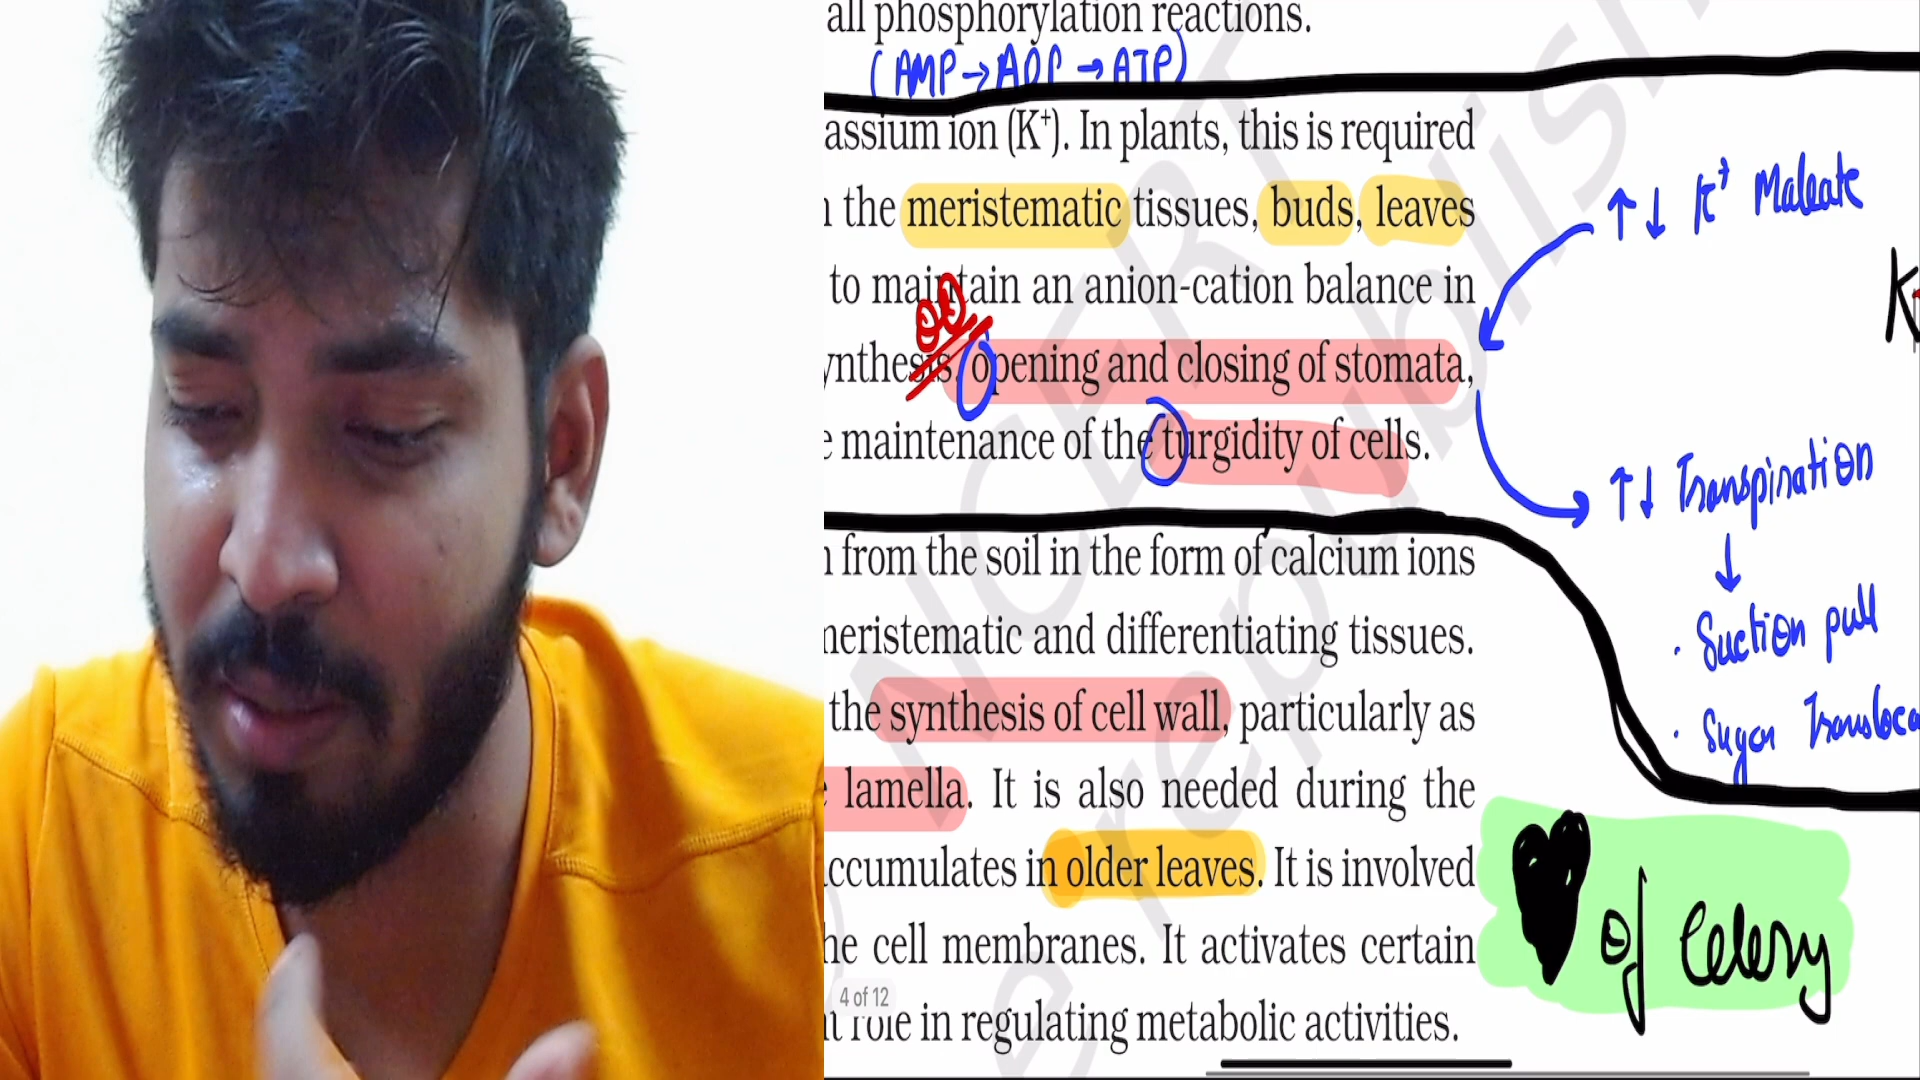 all phosphorylation reactions.
(AMP → ADP → ATP)
assium ion (K⁺). In plants, this is required
n the meristematic tissues, buds, leaves
to maintain an anion-cation balance in
ynthesis, opening and closing of stomata,
e maintenance of the turgidity of cells.
↑↓ K⁺ Maleate
K
↑↓ Transpiration
↓
· Suction pull
· Sugar Transloca
n from the soil in the form of calcium ions
neristematic and differentiating tissues.
the synthesis of cell wall, particularly as
e lamella. It is also needed during the
ccumulates in older leaves. It is involved
he cell membranes. It activates certain
t role in regulating metabolic activities.
♥ of Celery
4 of 12
NCERT
republish